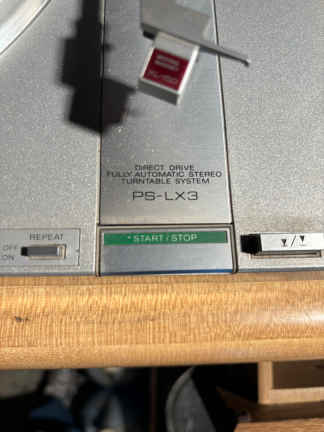 DIRECT DRIVE
FULLY AUTOMATIC STEREO
TURNTABLE SYSTEM
PS-LX3
REPEAT
OFF
ON
START / STOP